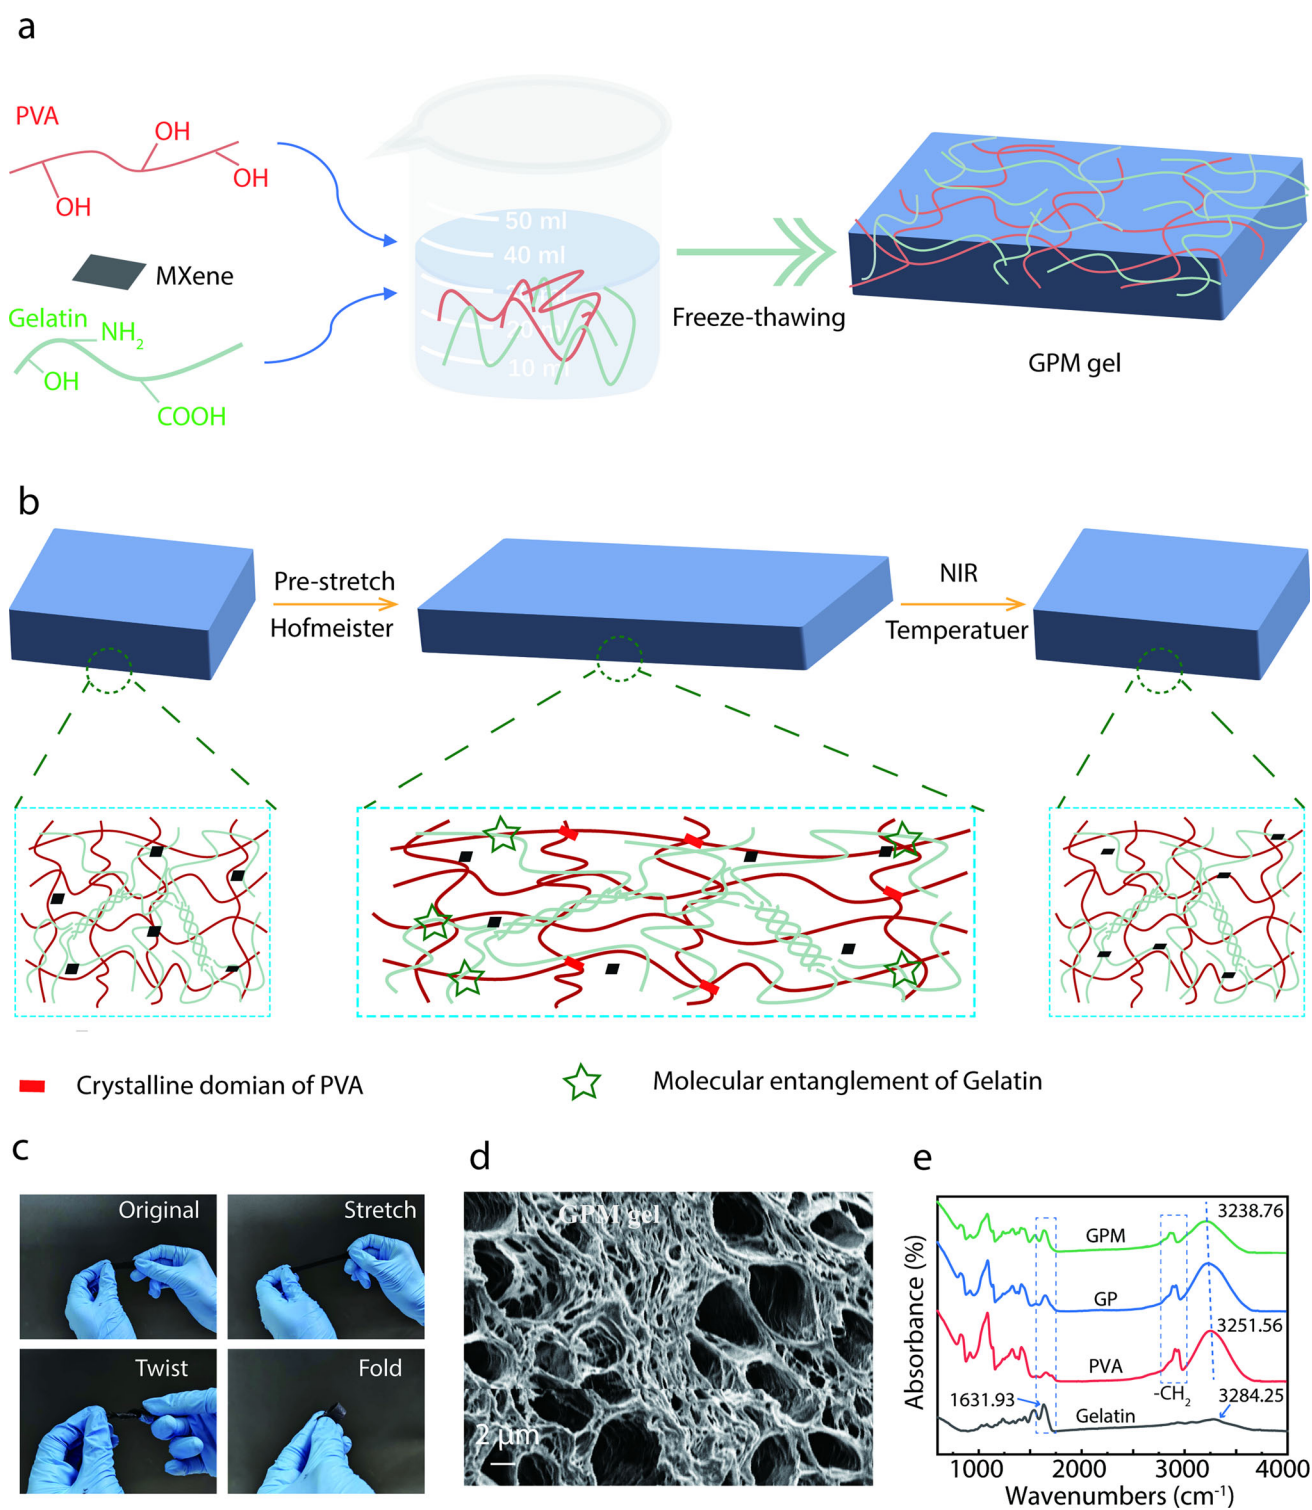 a
PVA
OH
OH
OH
MXene
Gelatin
NH₂
OH
COOH
50 ml
40 ml
20 ml
10 ml
Freeze-thawing
GPM gel
b
Pre-stretch
Hofmeister
NIR
Temperatuer
Crystalline domian of PVA
Molecular entanglement of Gelatin
c
Original
Stretch
Twist
Fold
d
GPM gel
2 μm
e
Absorbance (%)
3238.76
GPM
GP
3251.56
PVA
-CH₂
1631.93
3284.25
Gelatin
1000 2000 3000 4000
Wavenumbers (cm⁻¹)